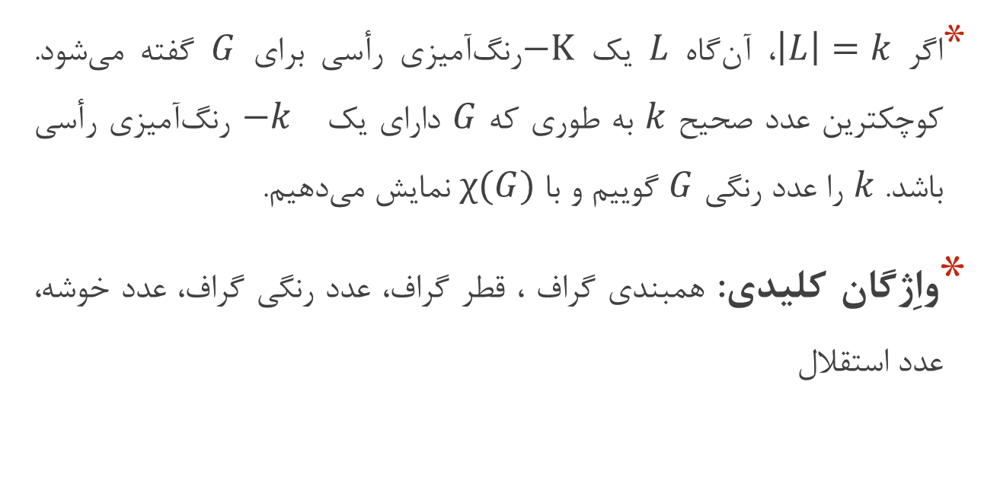 *اگر |L| = k، آن‌گاه L یک K−رنگ‌آمیزی رأسی برای G گفته می‌شود.
کوچکترین عدد صحیح k به طوری که G دارای یک k− رنگ‌آمیزی رأسی
باشد. k را عدد رنگی G گوییم و با χ(G) نمایش می‌دهیم.
*واِژگان کلیدی: همبندی گراف ، قطر گراف، عدد رنگی گراف، عدد خوشه،
عدد استقلال